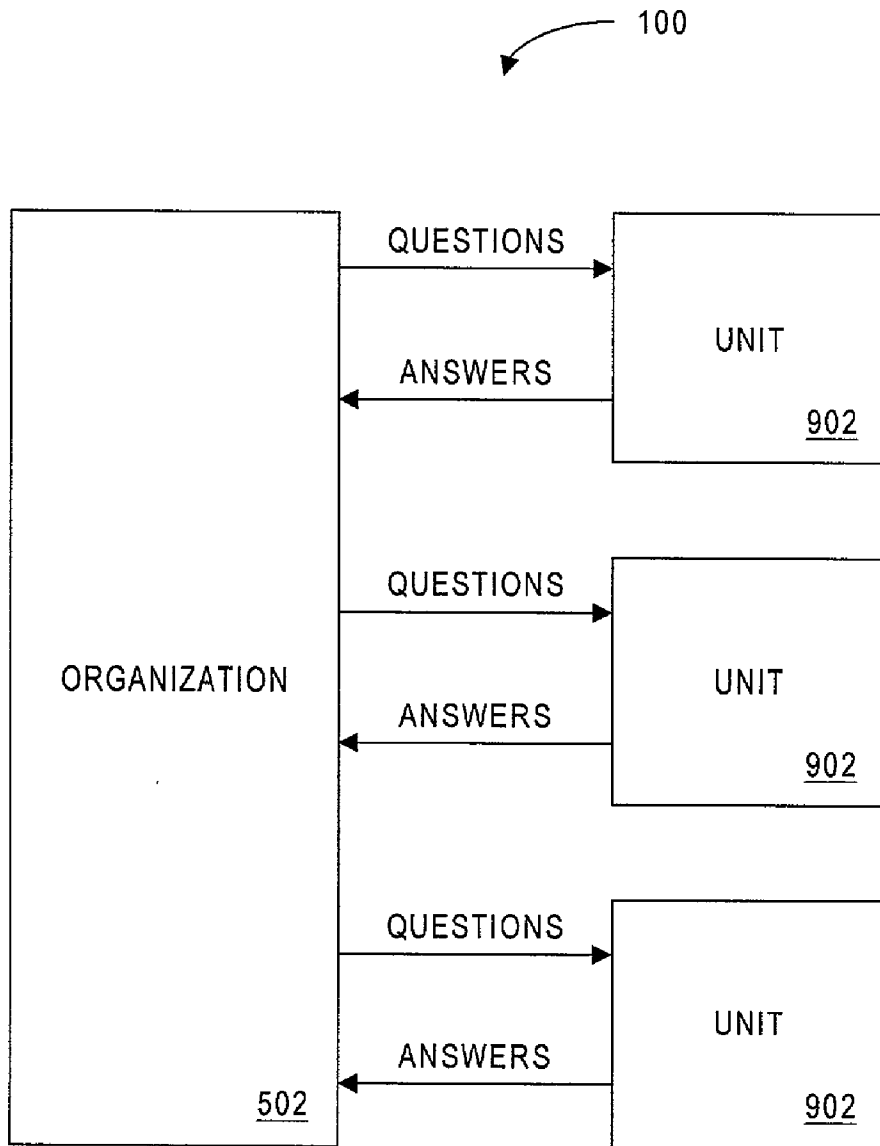 100
QUESTIONS
UNIT
ANSWERS
902
QUESTIONS
ORGANIZATION
UNIT
ANSWERS
902
QUESTIONS
UNIT
ANSWERS
502
902